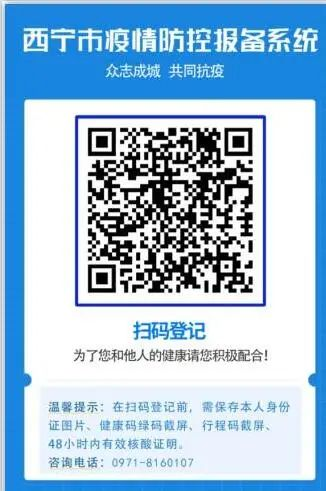 西宁市疫情防控报备系统
众志成城 共同抗疫
扫码登记
为了您和他人的健康请您积极配合!
温馨提示：在扫码登记前，需保存本人身份
证图片、健康码绿码截屏、行程码截屏、
48小时内有效核酸证明。
咨询电话：0971-8160107